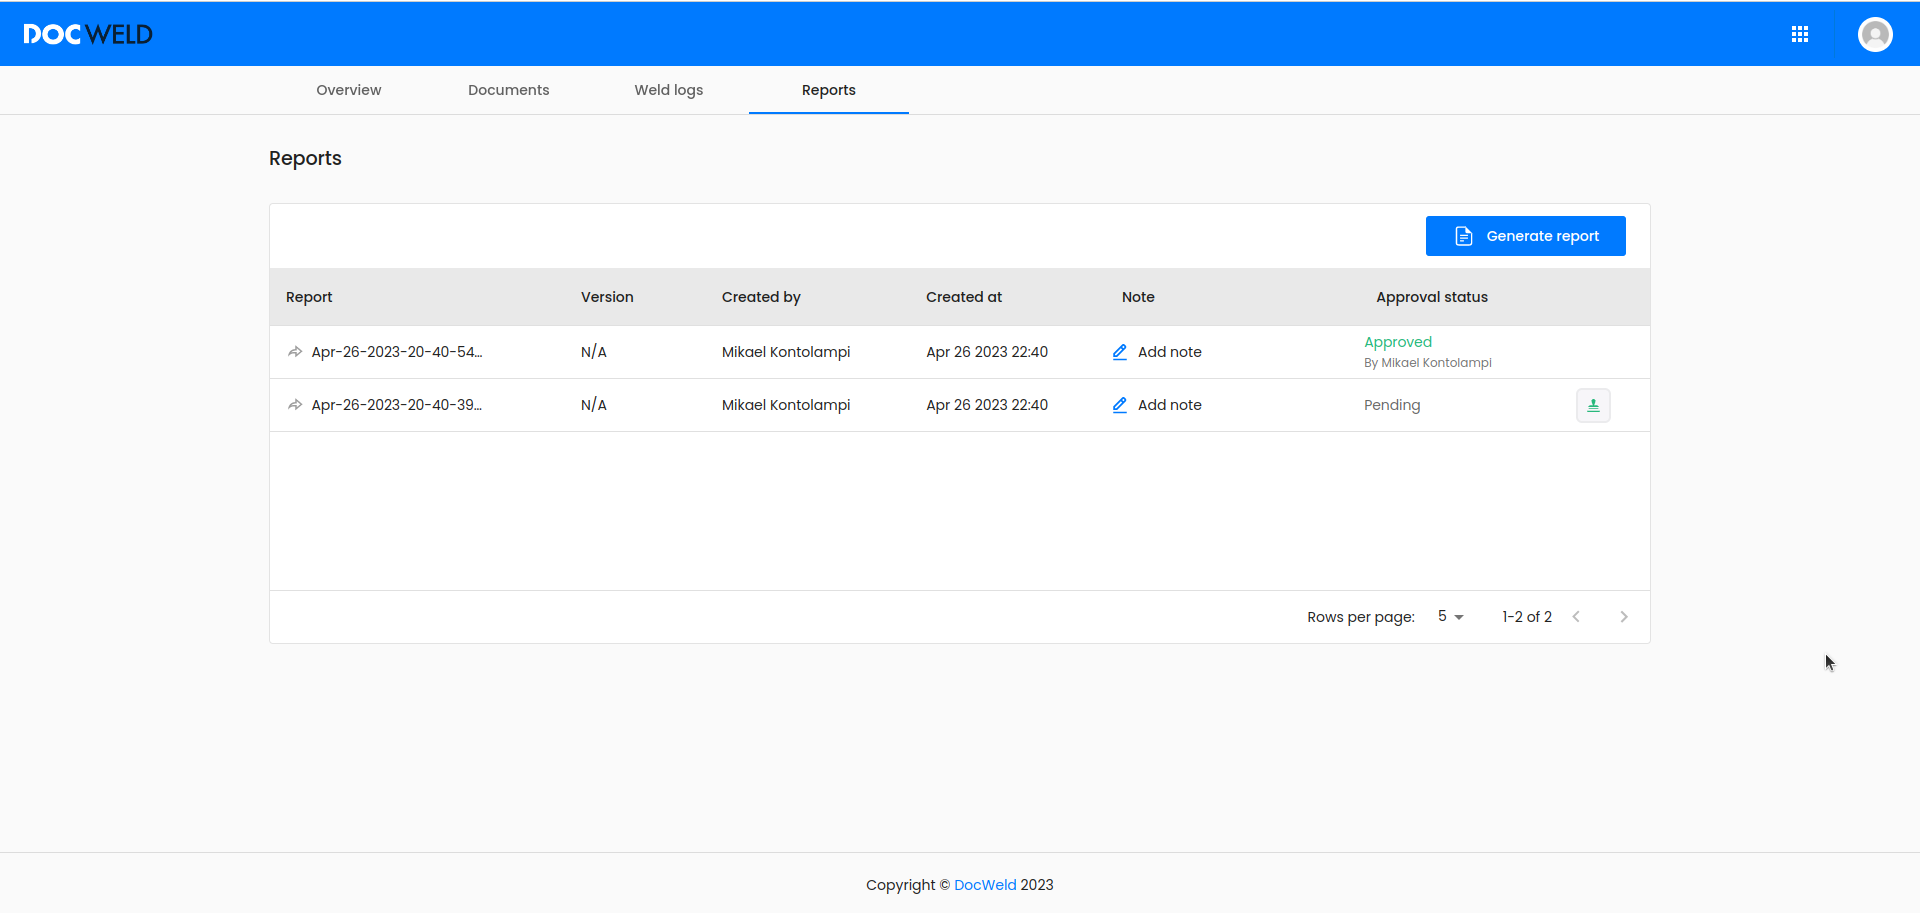 DOCWELD
Overview Documents Weld logs Reports
Reports
Generate report
Report Version Created by Created at Note Approval status
Apr-26-2023-20-40-54... N/A Mikael Kontolampi Apr 26 2023 22:40 Add note Approved
By Mikael Kontolampi
Apr-26-2023-20-40-39... N/A Mikael Kontolampi Apr 26 2023 22:40 Add note Pending
Rows per page: 5 1-2 of 2
Copyright © DocWeld 2023